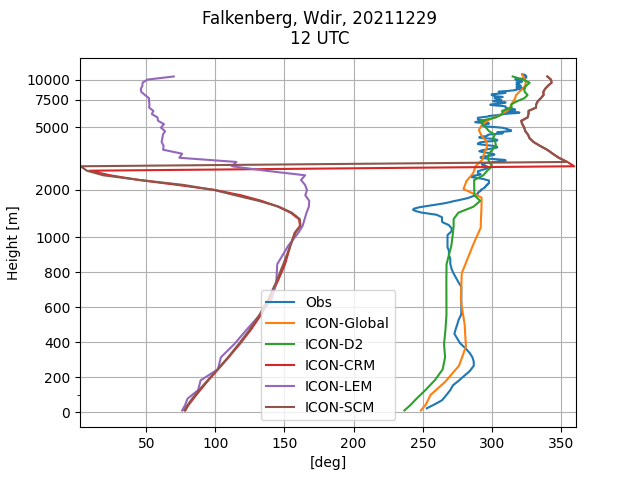 Falkenberg, Wdir, 20211229
12 UTC
10000
7500
5000
2000
1000
800
600
400
200
0
Height [m]
Obs
ICON-Global
ICON-D2
ICON-CRM
ICON-LEM
ICON-SCM
50 100 150 200 250 300 350
[deg]